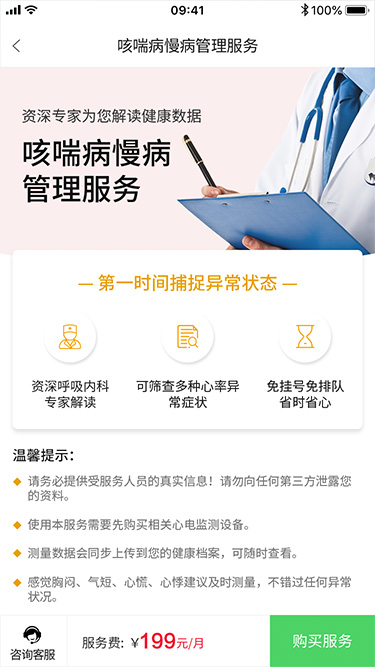 09:41
100%
咳喘病慢病管理服务
资深专家为您解读健康数据
咳喘病慢病
管理服务
— 第一时间捕捉异常状态 —
资深呼吸内科
专家解读
可筛查多种心率异
常症状
免挂号免排队
省时省心
温馨提示：
请务必提供受服务人员的真实信息！请勿向任何第三方泄露您
的资料。
使用本服务需要先购买相关心电监测设备。
测量数据会同步上传到您的健康档案，可随时查看。
感觉胸闷、气短、心慌、心悸建议及时测量，不错过任何异常
状况。
咨询客服
服务费：¥199元/月
购买服务